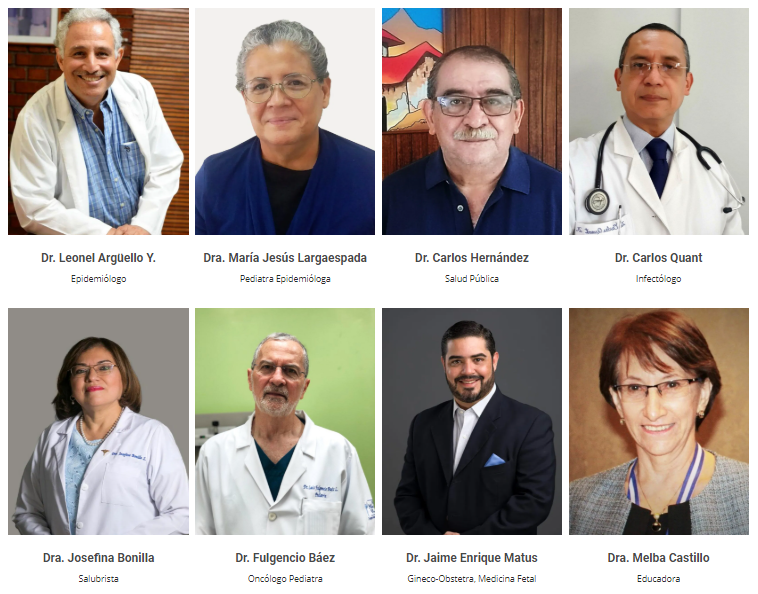 Dr. Leonel Argüello Y.
Epidemiólogo
Dra. María Jesús Largaespada
Pediatra Epidemióloga
Dr. Carlos Hernández
Salud Pública
Dr. Carlos Quant
Infectólogo
Dra. Josefina Bonilla
Salubrista
Dr. Fulgencio Báez
Oncólogo Pediatra
Dr. Jaime Enrique Matus
Gineco-Obstetra, Medicina Fetal
Dra. Melba Castillo
Educadora